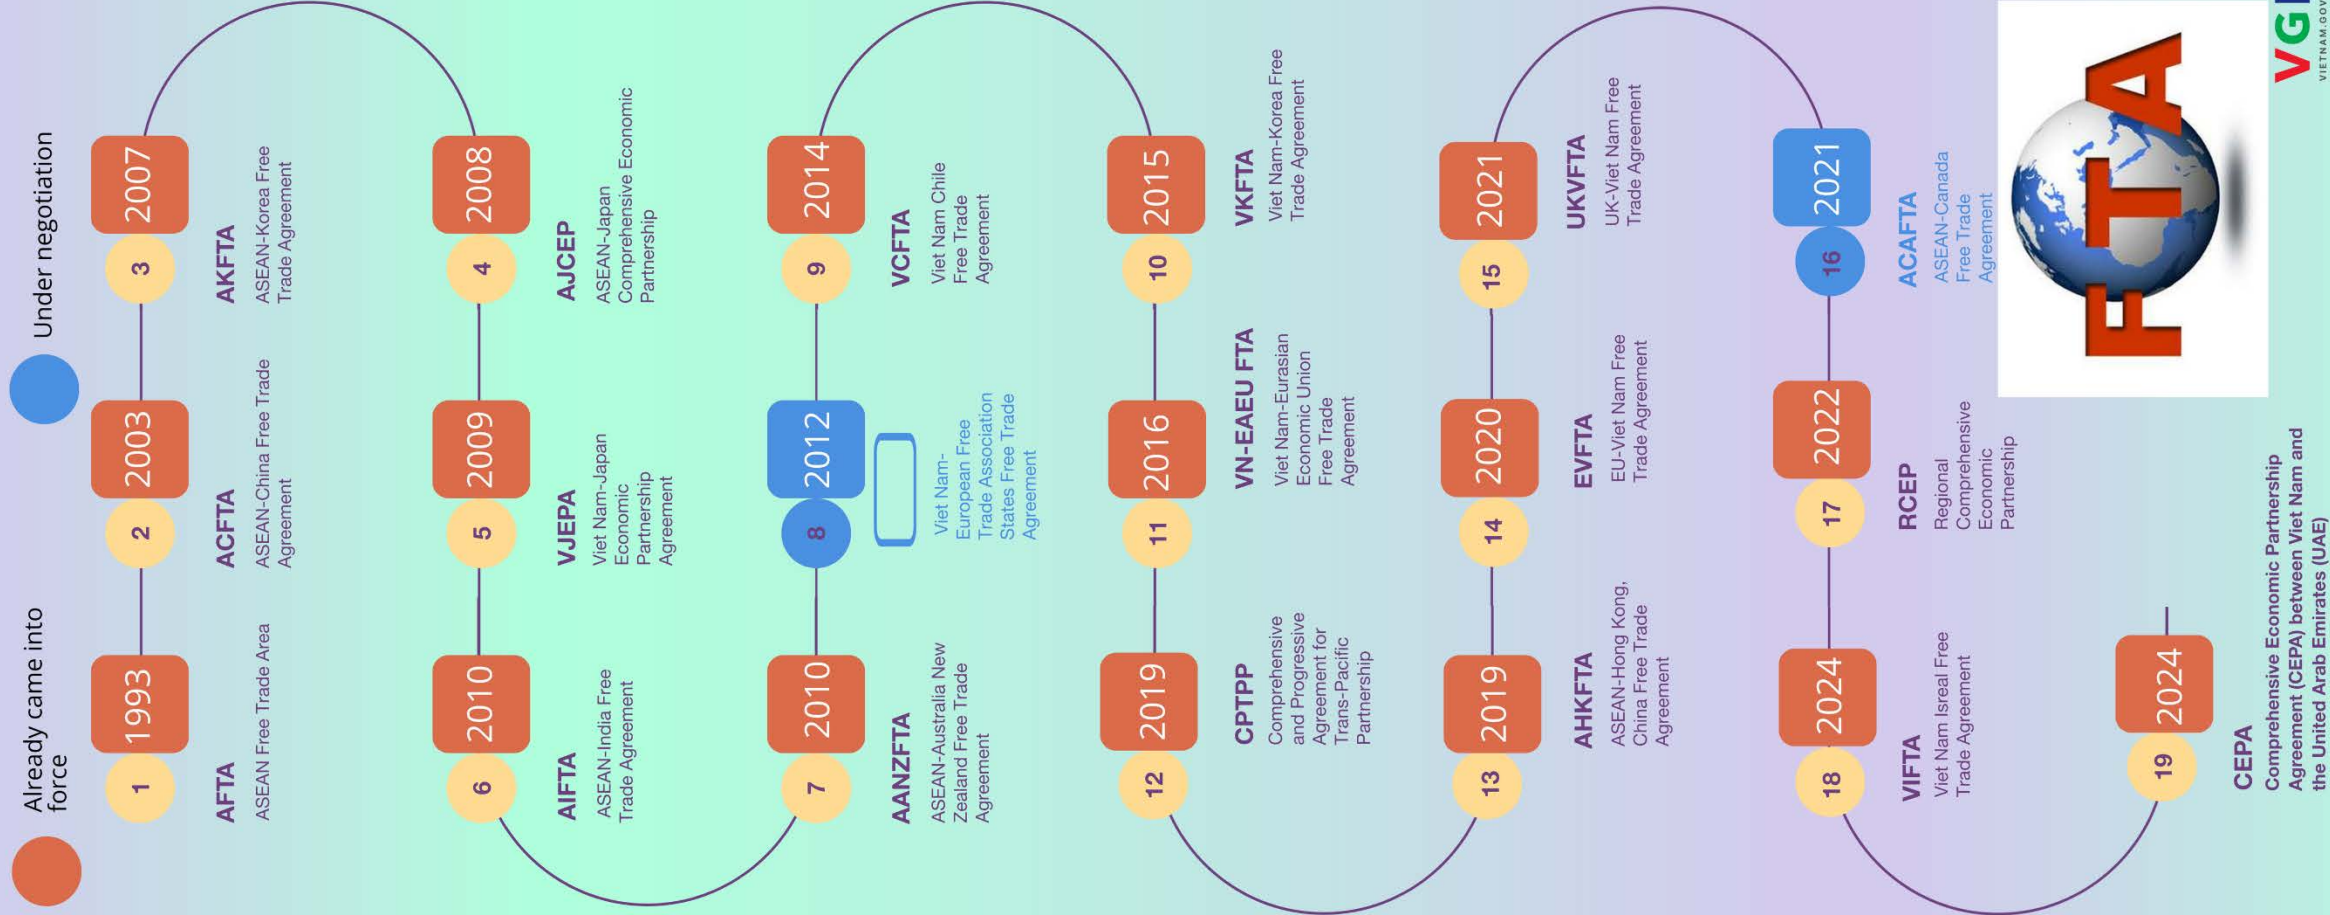 Already came into
force
Under negotiation
1
1993
AFTA
ASEAN Free Trade Area
2
2003
ACFTA
ASEAN-China Free Trade
Agreement
3
2007
AKFTA
ASEAN-Korea Free
Trade Agreement
4
2008
AJCEP
ASEAN-Japan
Comprehensive Economic
Partnership
5
2009
VJEPA
Viet Nam-Japan
Economic
Partnership
Agreement
6
2010
AIFTA
ASEAN-India Free
Trade Agreement
7
2010
AANZFTA
ASEAN-Australia New
Zealand Free Trade
Agreement
8
2012
Viet Nam-
European Free
Trade Association
States Free Trade
Agreement
9
2014
VCFTA
Viet Nam Chile
Free Trade
Agreement
10
2015
VKFTA
Viet Nam-Korea Free
Trade Agreement
11
2016
VN-EAEU FTA
Viet Nam-Eurasian
Economic Union
Free Trade
Agreement
12
2019
CPTPP
Comprehensive
and Progressive
Agreement for
Trans-Pacific
Partnership
13
2019
AHKFTA
ASEAN-Hong Kong,
China Free Trade
Agreement
14
2020
EVFTA
EU-Viet Nam Free
Trade Agreement
15
2021
UKVFTA
UK-Viet Nam Free
Trade Agreement
16
2021
ACAFTA
ASEAN-Canada
Free Trade
Agreement
17
2022
RCEP
Regional
Comprehensive
Economic
Partnership
18
2024
VIFTA
Viet Nam Isreal Free
Trade Agreement
19
2024
CEPA
Comprehensive Economic Partnership
Agreement (CEPA) between Viet Nam and
the United Arab Emirates (UAE)
FTA
VG
VIETNAM.GOV